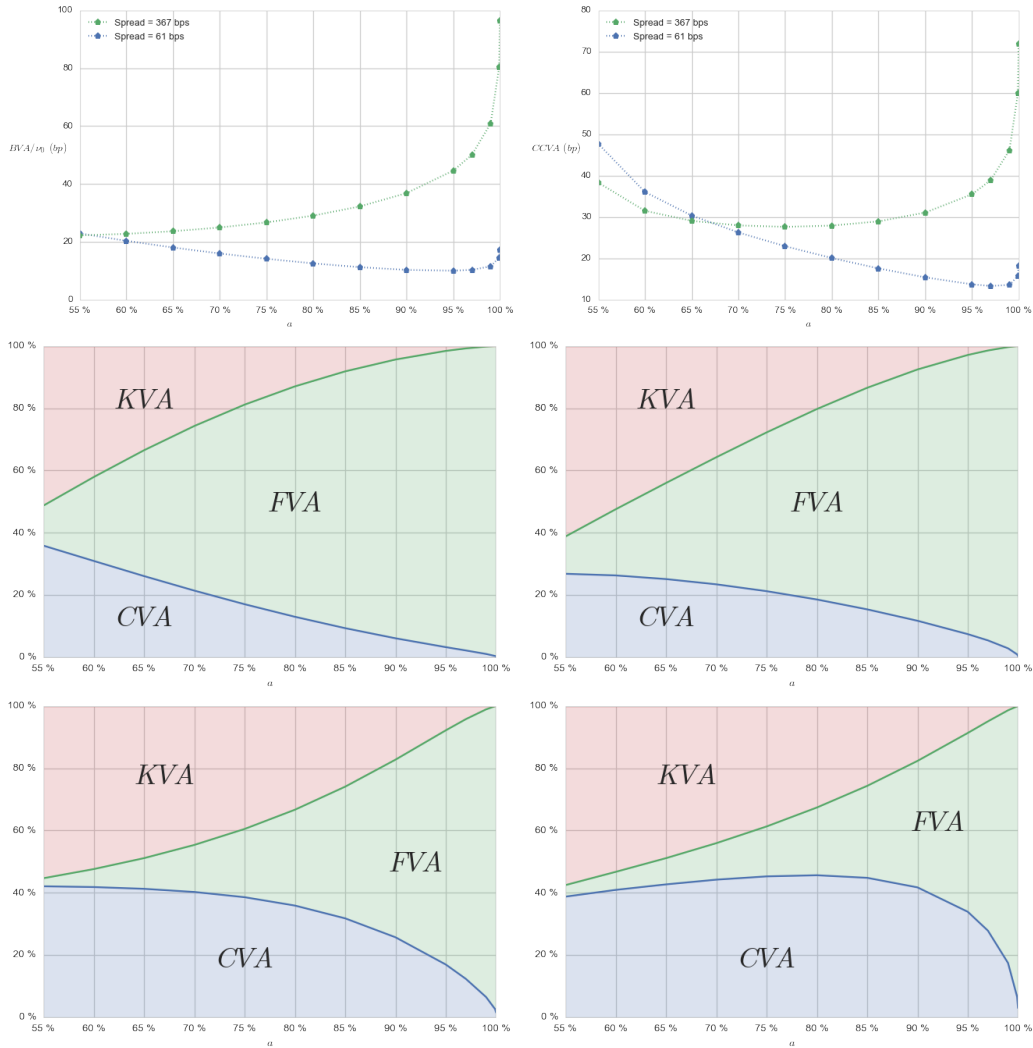 100
80
60
40
20
0
BVA/ν₀ (bp)
Spread = 367 bps
Spread = 61 bps
55 % 60 % 65 % 70 % 75 % 80 % 85 % 90 % 95 % 100 %
a
80
70
60
50
40
30
20
10
CCVA (bp)
Spread = 367 bps
Spread = 61 bps
55 % 60 % 65 % 70 % 75 % 80 % 85 % 90 % 95 % 100 %
a
100 %
80 %
60 %
40 %
20 %
0 %
KVA
FVA
CVA
55 % 60 % 65 % 70 % 75 % 80 % 85 % 90 % 95 % 100 %
a
100 %
80 %
60 %
40 %
20 %
0 %
KVA
FVA
CVA
55 % 60 % 65 % 70 % 75 % 80 % 85 % 90 % 95 % 100 %
a
100 %
80 %
60 %
40 %
20 %
0 %
KVA
FVA
CVA
55 % 60 % 65 % 70 % 75 % 80 % 85 % 90 % 95 % 100 %
a
100 %
80 %
60 %
40 %
20 %
0 %
KVA
FVA
CVA
55 % 60 % 65 % 70 % 75 % 80 % 85 % 90 % 95 % 100 %
a